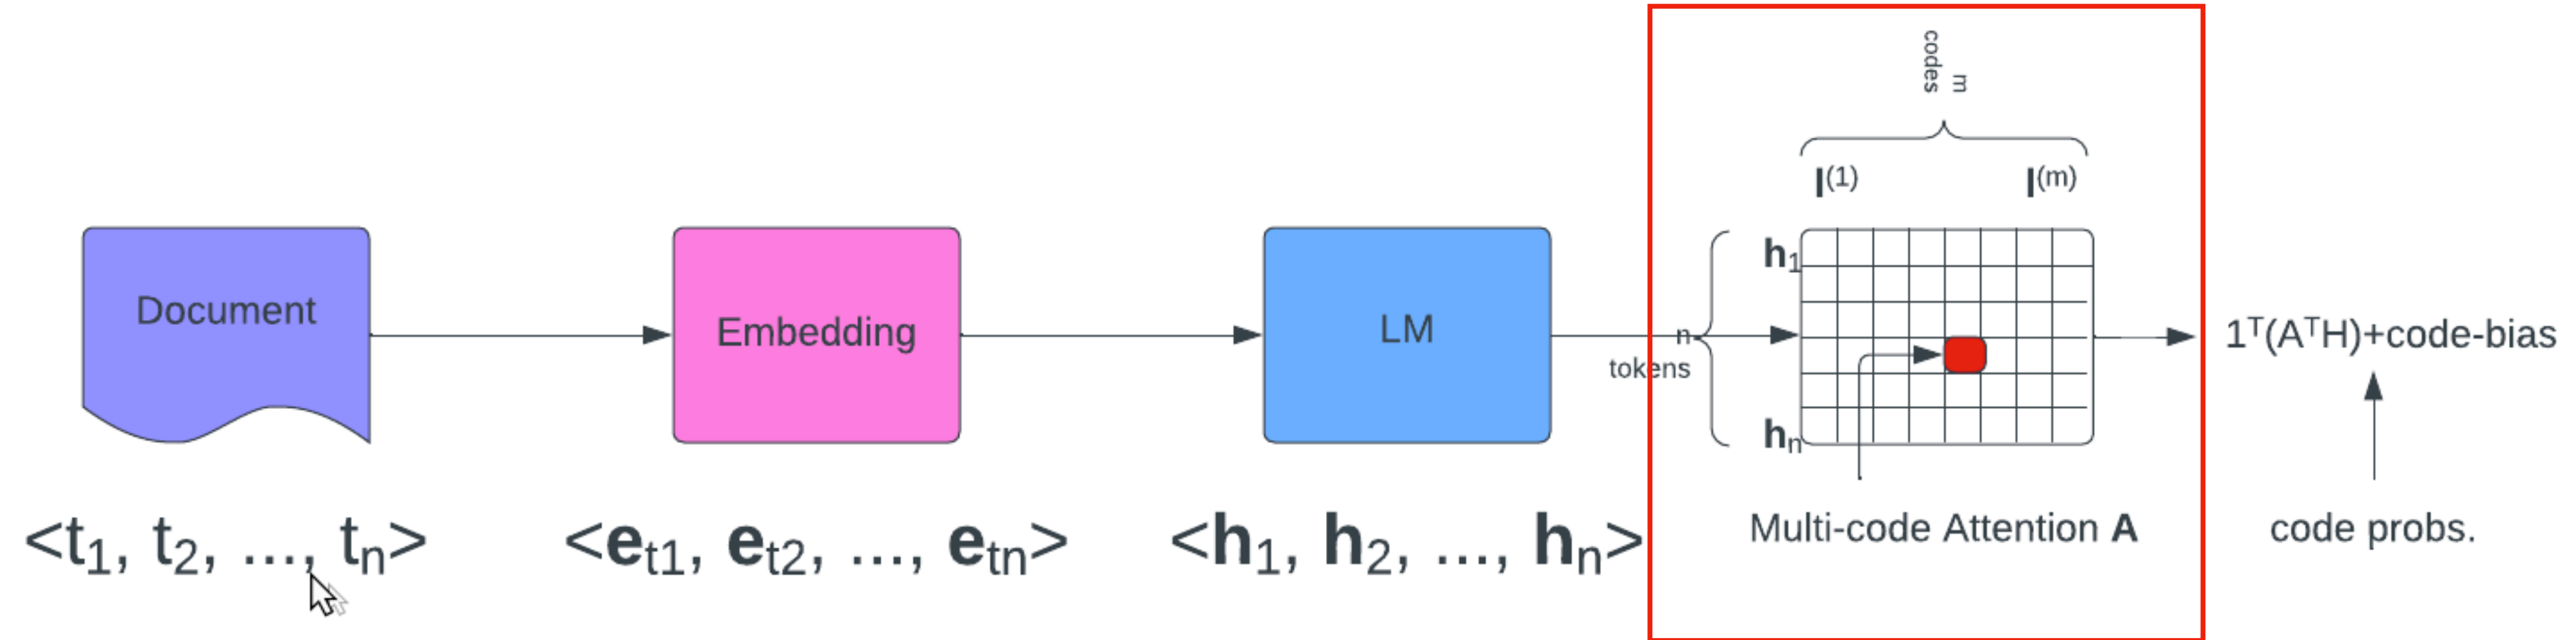 Document
<t₁, t₂, ..., tₙ>
Embedding
<eₜ₁, eₜ₂, ..., eₜₙ>
LM
<h₁, h₂, ..., hₙ>
n
tokens
m
codes
l⁽¹⁾
l⁽ᵐ⁾
h₁
hₙ
Multi-code Attention A
1ᵀ(AᵀH)+code-bias
code probs.